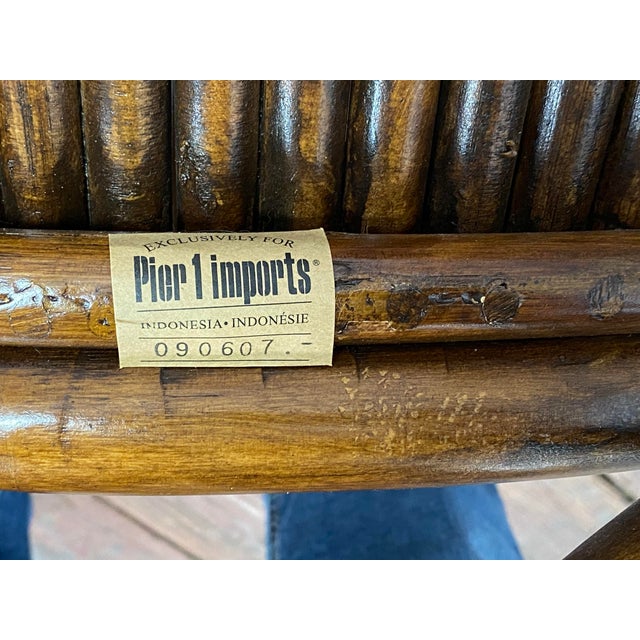 EXCLUSIVELY FOR
Pier 1 imports®
INDONESIA • INDONÉSIE
090607.-